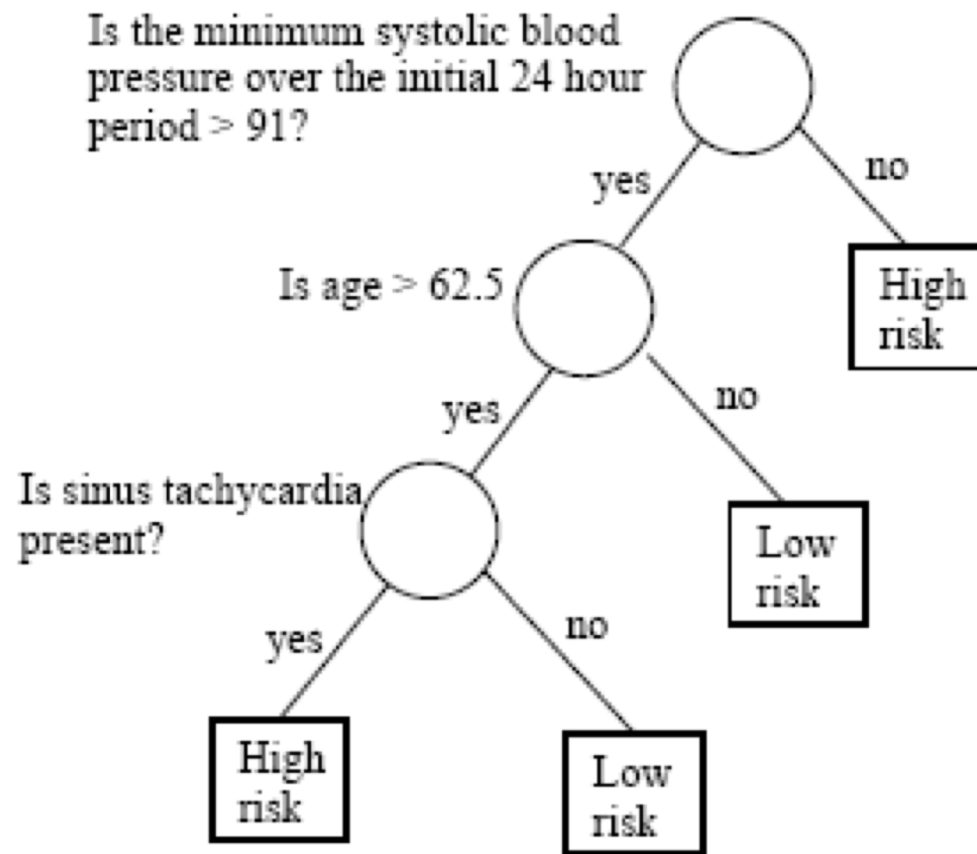 Is the minimum systolic blood
pressure over the initial 24 hour
period > 91?
yes
no
Is age > 62.5
High
risk
yes
no
Is sinus tachycardia
present?
Low
risk
yes
no
High
risk
Low
risk